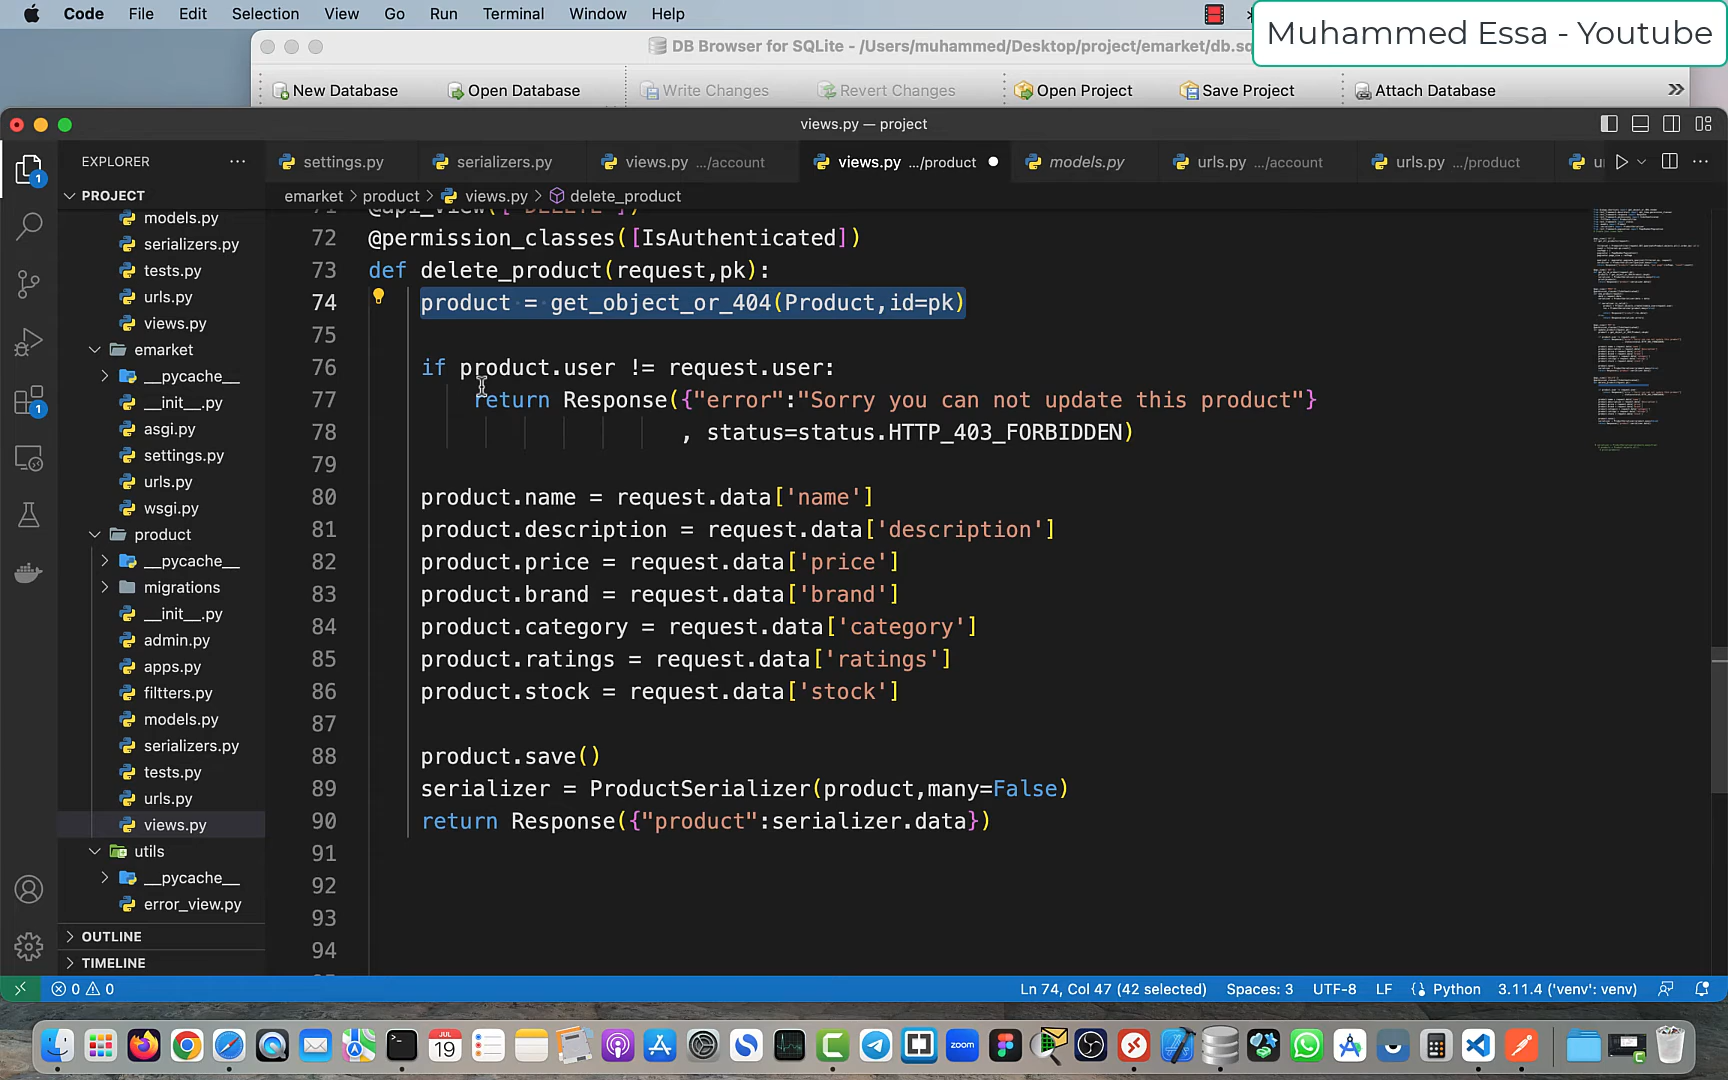 Code File Edit Selection View Go Run Terminal Window Help
Muhammed Essa - Youtube
DB Browser for SQLite - /Users/muhammed/Desktop/project/emarket/db.sq
New Database Open Database Write Changes Revert Changes Open Project Save Project Attach Database
views.py — project
EXPLORER
settings.py serializers.py views.py .../account views.py .../product models.py urls.py .../account urls.py .../product
PROJECT
emarket > product > views.py > delete_product
models.py
serializers.py
tests.py
urls.py
views.py
emarket
__pycache__
__init__.py
asgi.py
settings.py
urls.py
wsgi.py
product
__pycache__
migrations
__init__.py
admin.py
apps.py
filtters.py
models.py
serializers.py
tests.py
urls.py
views.py
utils
__pycache__
error_view.py
OUTLINE
TIMELINE
71 @api_view(['DELETE'])
72 @permission_classes([IsAuthenticated])
73 def delete_product(request,pk):
74 product = get_object_or_404(Product,id=pk)
75
76 if product.user != request.user:
77 return Response({"error":"Sorry you can not update this product"}
78 , status=status.HTTP_403_FORBIDDEN)
79
80 product.name = request.data['name']
81 product.description = request.data['description']
82 product.price = request.data['price']
83 product.brand = request.data['brand']
84 product.category = request.data['category']
85 product.ratings = request.data['ratings']
86 product.stock = request.data['stock']
87
88 product.save()
89 serializer = ProductSerializer(product,many=False)
90 return Response({"product":serializer.data})
91
92
93
94
0 0 Ln 74, Col 47 (42 selected) Spaces: 3 UTF-8 LF Python 3.11.4 ('venv': venv)
JUL
19
zoom